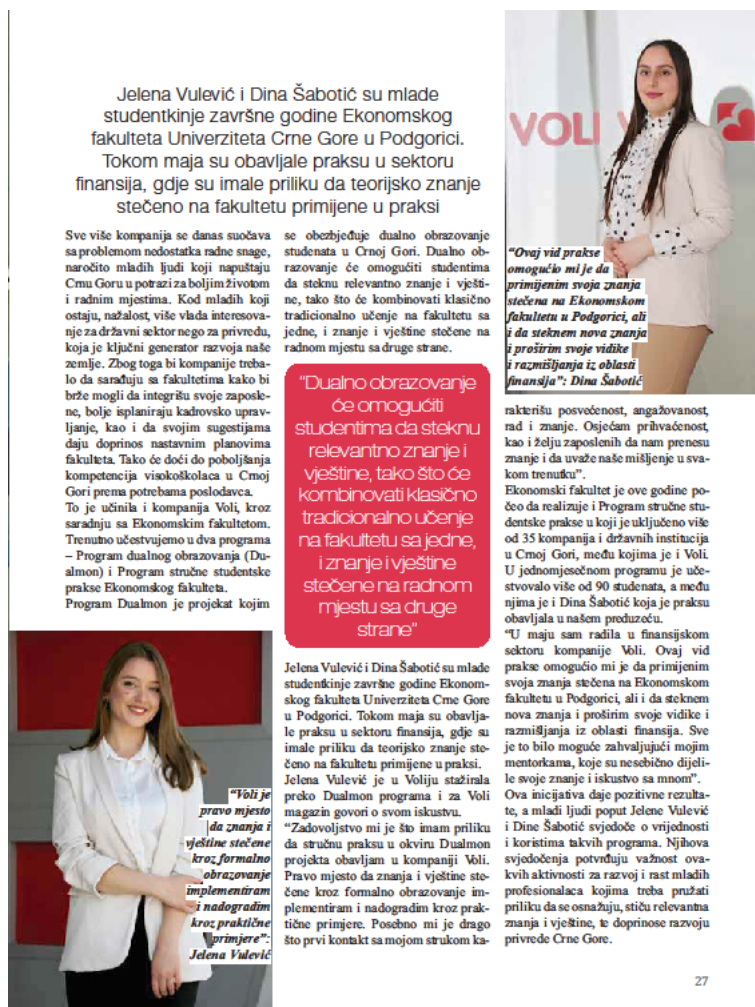 Jelena Vulević i Dina Šabotić su mlade
studentkinje završne godine Ekonomskog
fakulteta Univerziteta Crne Gore u Podgorici.
Tokom maja su obavljale praksu u sektoru
finansija, gdje su imale priliku da teorijsko znanje
stečeno na fakultetu primijene u praksi
Sve više kompanija se danas suočava
sa problemom nedostatka radne snage,
naročito mladih ljudi koji napuštaju
Crnu Goru u potrazi za boljim životom
i radnim mjestima. Kod mladih koji
ostaju, nažalost, više vlada interesova-
nje za državni sektor nego za privredu,
koja je ključni generator razvoja naše
zemlje. Zbog toga bi kompanije treba-
lo da sarađuju sa fakultetima kako bi
brže mogli da integrišu svoje zaposle-
ne, bolje isplaniraju kadrovsko uprav-
ljanje, kao i da svojim sugestijama
daju doprinos nastavnim planovima
fakulteta. Tako će doći do poboljšanja
kompetencija visokoškolaca u Crnoj
Gori prema potrebama poslodavca.
To je učinila i kompanija Voli, kroz
saradnju sa Ekonomskim fakultetom.
Trenutno učestvujemo u dva programa
– Program dualnog obrazovanja (Du-
almon) i Program stručne studentske
prakse Ekonomskog fakulteta.
Program Dualmon je projekat kojim
"Voli je
pravo mjesto
da znanja i
vještine stečene
kroz formalno
obrazovanje
implementiram
i nadogradim
kroz praktične
primjere":
Jelena Vulević
se obezbjeđuje dualno obrazovanje
studenata u Crnoj Gori. Dualno ob-
razovanje će omogućiti studentima
da steknu relevantno znanje i vješti-
ne, tako što će kombinovati klasično
tradicionalno učenje na fakultetu sa
jedne, i znanje i vještine stečene na
radnom mjestu sa druge strane.
"Dualno obrazovanje
će omogućiti
studentima da steknu
relevantno znanje i
vještine, tako što će
kombinovati klasično
tradicionalno učenje
na fakultetu sa jedne,
i znanje i vještine
stečene na radnom
mjestu sa druge
strane"
Jelena Vulević i Dina Šabotić su mlade
studentkinje završne godine Ekonom-
skog fakulteta Univerziteta Crne Gore
u Podgorici. Tokom maja su obavlja-
le praksu u sektoru finansija, gdje su
imale priliku da teorijsko znanje ste-
čeno na fakultetu primijene u praksi.
Jelena Vulević je u Voliju stažirala
preko Dualmon programa i za Voli
magazin govori o svom iskustvu.
"Zadovoljstvo mi je što imam priliku
da stručnu praksu u okviru Dualmon
projekta obavljam u kompaniji Voli.
Pravo mjesto da znanja i vještine ste-
čene kroz formalno obrazovanje im-
plementiram i nadogradim kroz prak-
tične primjere. Posebno mi je drago
što prvi kontakt sa mojom strukom ka-
VOLI V
"Ovaj vid prakse
omogućio mi je da
primijenim svoja znanja
stečena na Ekonomskom
fakultetu u Podgorici, ali
i da steknem nova znanja
i proširim svoje vidike
i razmišljanja iz oblasti
finansija": Dina Šabotić
rakterišu posvećenost, angažovanost,
rad i znanje. Osjećam prihvaćenost,
kao i želju zaposlenih da nam prenesu
znanje i da uvaže naše mišljenje u sva-
kom trenutku".
Ekonomski fakultet je ove godine po-
čeo da realizuje i Program stručne stu-
dentske prakse u koji je uključeno više
od 35 kompanija i državnih institucija
u Crnoj Gori, među kojima je i Voli.
U jednomjesečnom programu je uče-
stvovalo više od 90 studenata, a među
njima je i Dina Šabotić koja je praksu
obavljala u našem preduzeću.
"U maju sam radila u finansijskom
sektoru kompanije Voli. Ovaj vid
prakse omogućio mi je da primijenim
svoja znanja stečena na Ekonomskom
fakultetu u Podgorici, ali i da steknem
nova znanja i proširim svoje vidike i
razmišljanja iz oblasti finansija. Sve
je to bilo moguće zahvaljujući mojim
mentorkama, koje su nesebično dijeli-
le svoje znanje i iskustvo sa mnom".
Ova inicijativa daje pozitivne rezulta-
te, a mladi ljudi poput Jelene Vulević
i Dine Šabotić svjedoče o vrijednosti
i koristima takvih programa. Njihova
svjedočenja potvrđuju važnost ova-
kvih aktivnosti za razvoj i rast mladih
profesionalaca kojima treba pružati
priliku da se osnažuju, stiču relevantna
znanja i vještine, te doprinose razvoju
privrede Crne Gore.
27